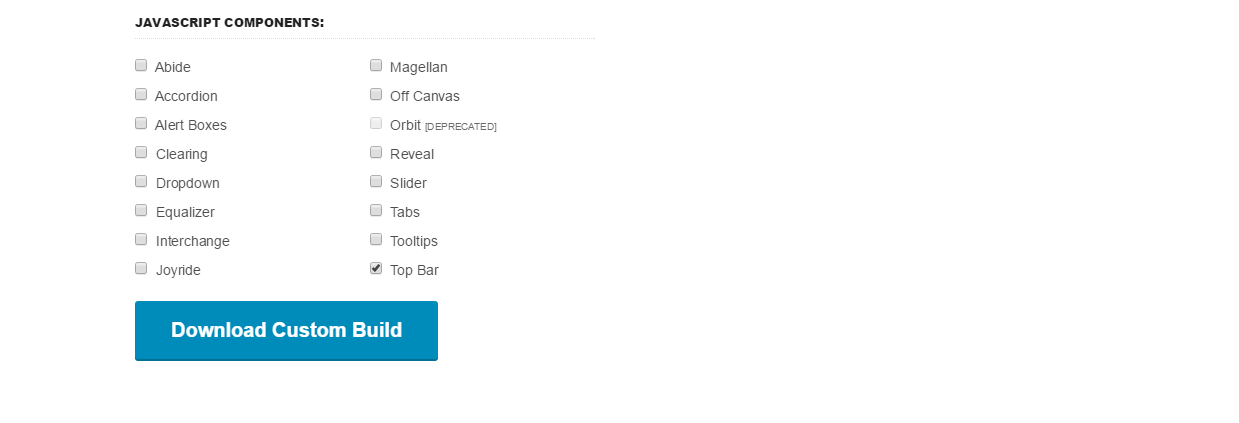 JAVASCRIPT COMPONENTS:
Abide
Accordion
Alert Boxes
Clearing
Dropdown
Equalizer
Interchange
Joyride
Magellan
Off Canvas
Orbit [DEPRECATED]
Reveal
Slider
Tabs
Tooltips
Top Bar
Download Custom Build